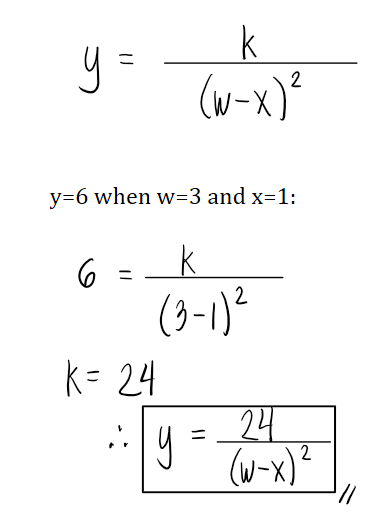 y = k/(w-x)²
y=6 when w=3 and x=1:
6 = k/(3-1)²
k = 24
∴ y = 24/(w-x)² //